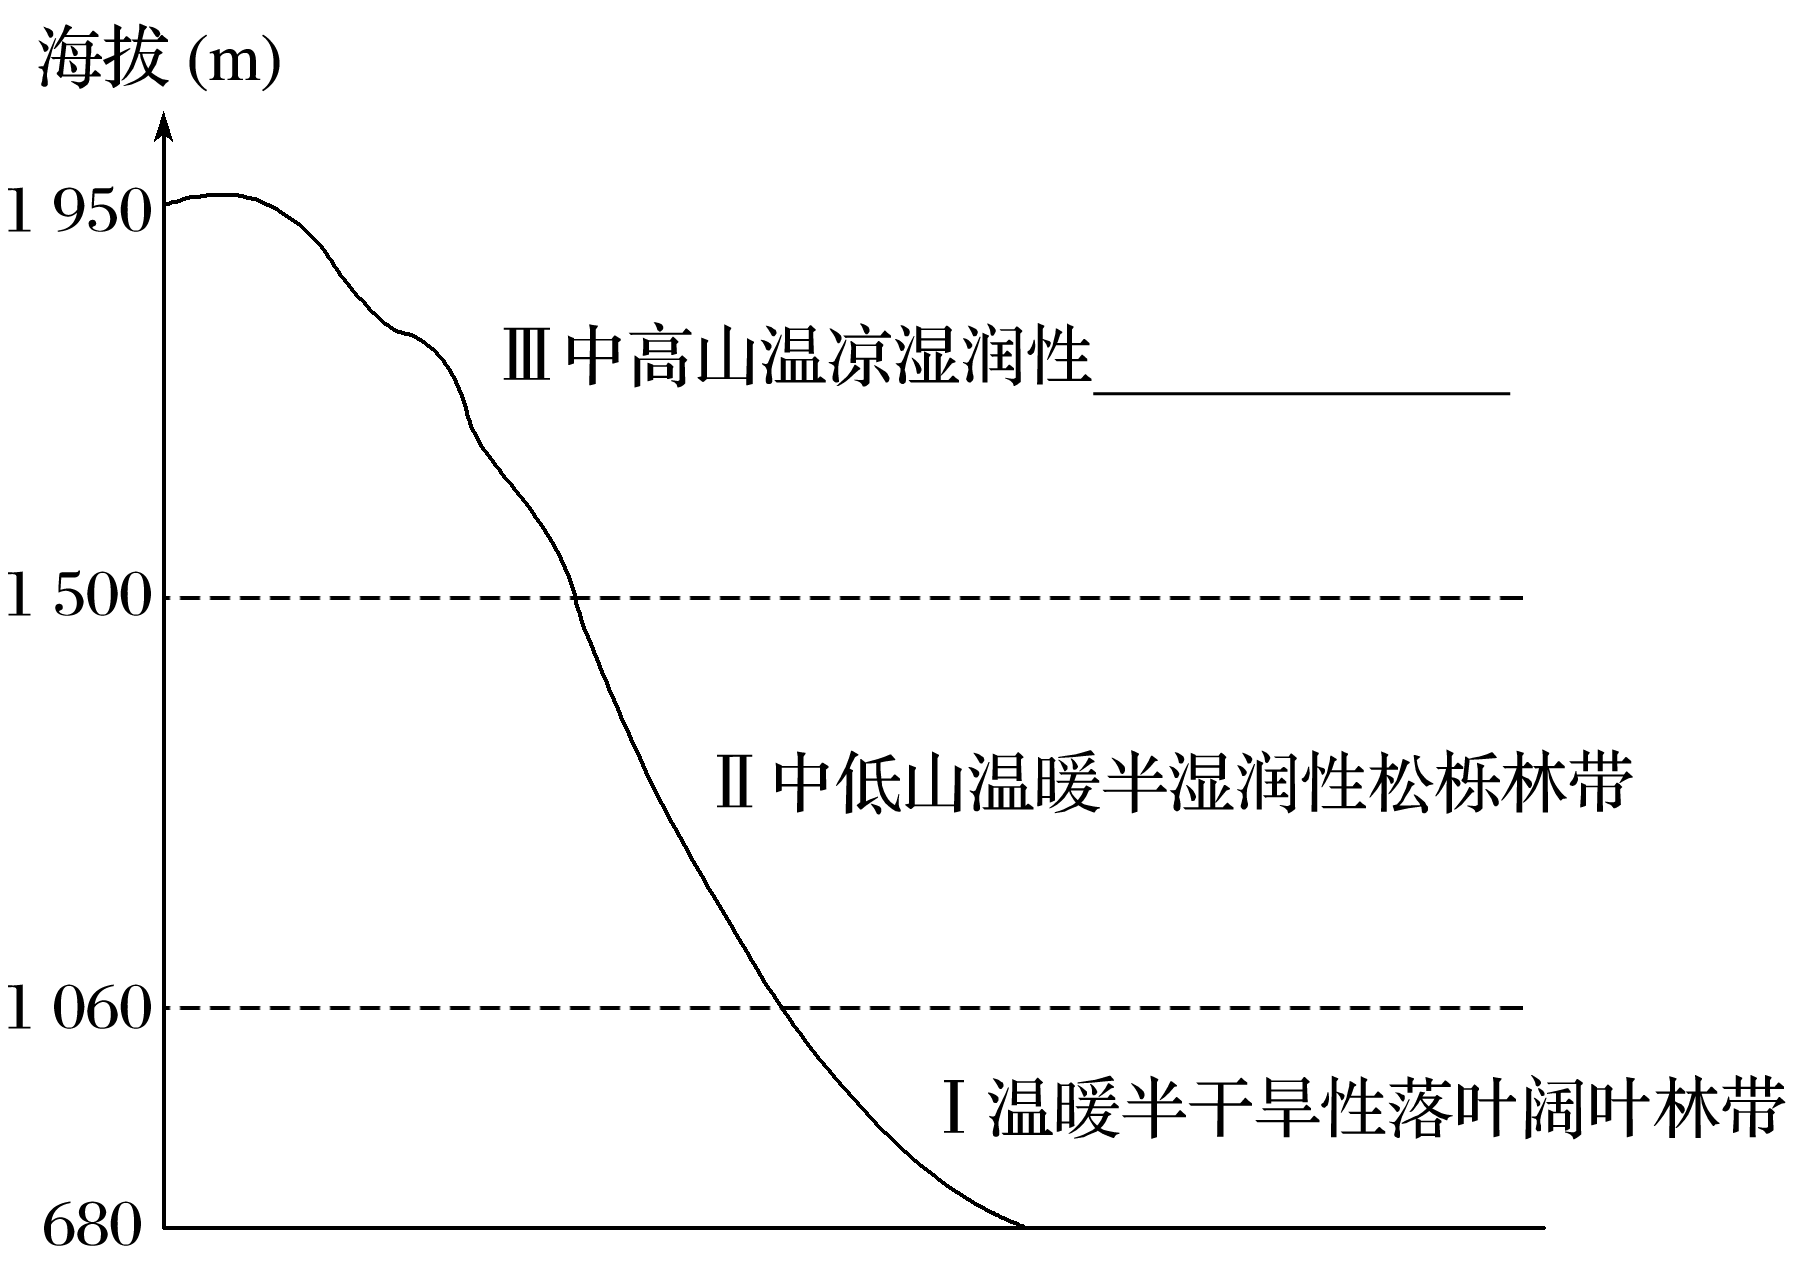 海拔 (m)
1 950
Ⅲ中高山温凉湿润性
1 500
Ⅱ中低山温暖半湿润性松栎林带
1 060
Ⅰ温暖半干旱性落叶阔叶林带
680